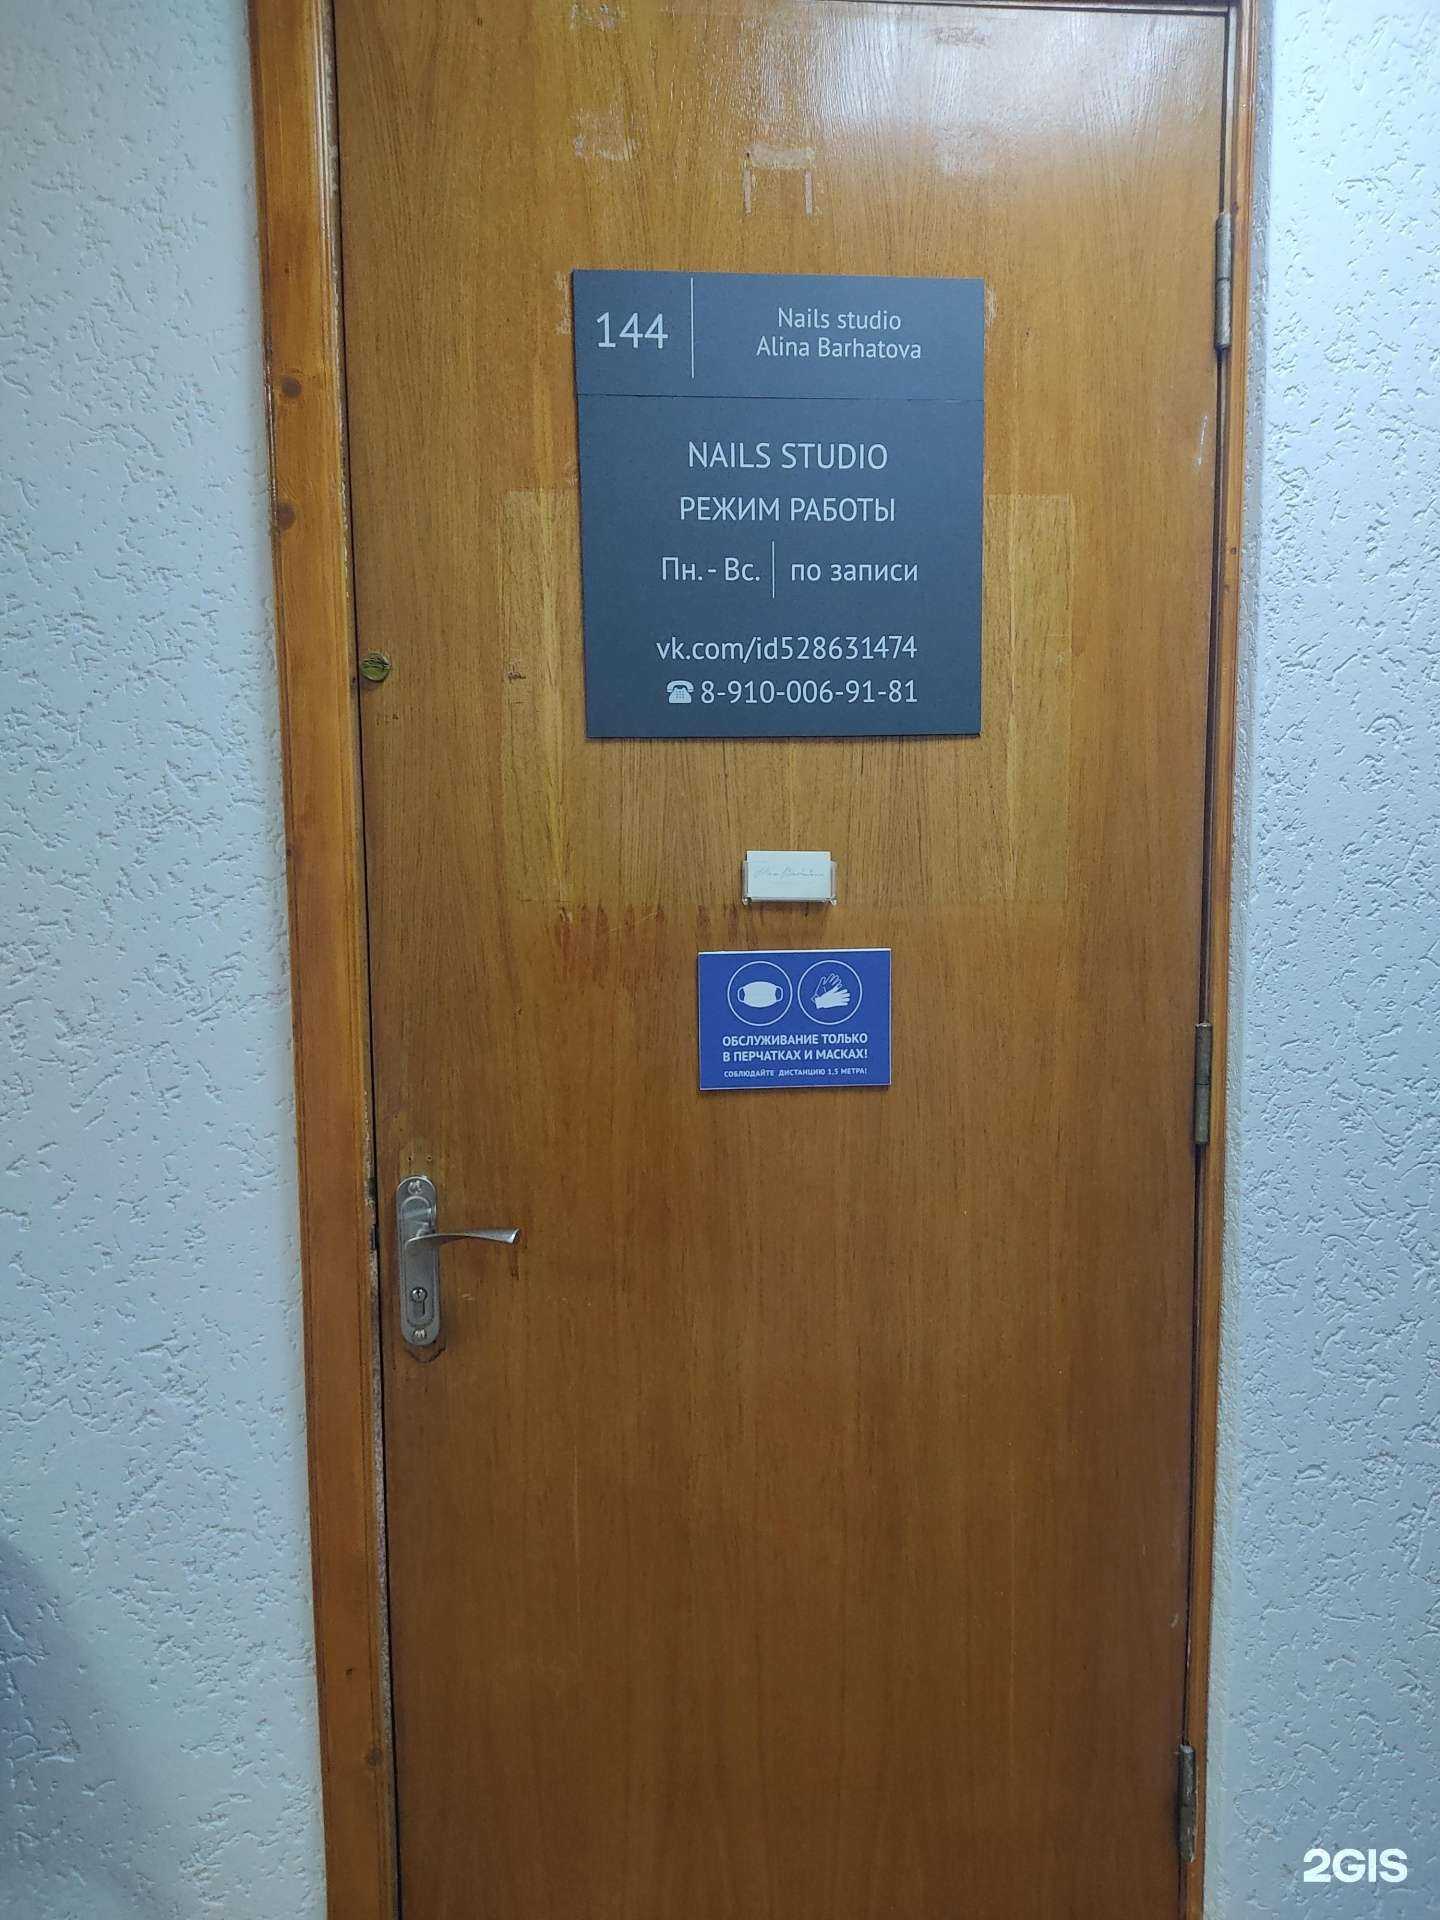 144
Nails studio
Alina Barhatova
NAILS STUDIO
РЕЖИМ РАБОТЫ
Пн. - Вс. по записи
vk.com/id528631474
8-910-006-91-81
ОБСЛУЖИВАНИЕ ТОЛЬКО
В ПЕРЧАТКАХ И МАСКАХ!
СОБЛЮДАЙТЕ ДИСТАНЦИЮ 1,5 МЕТРА!
2GIS